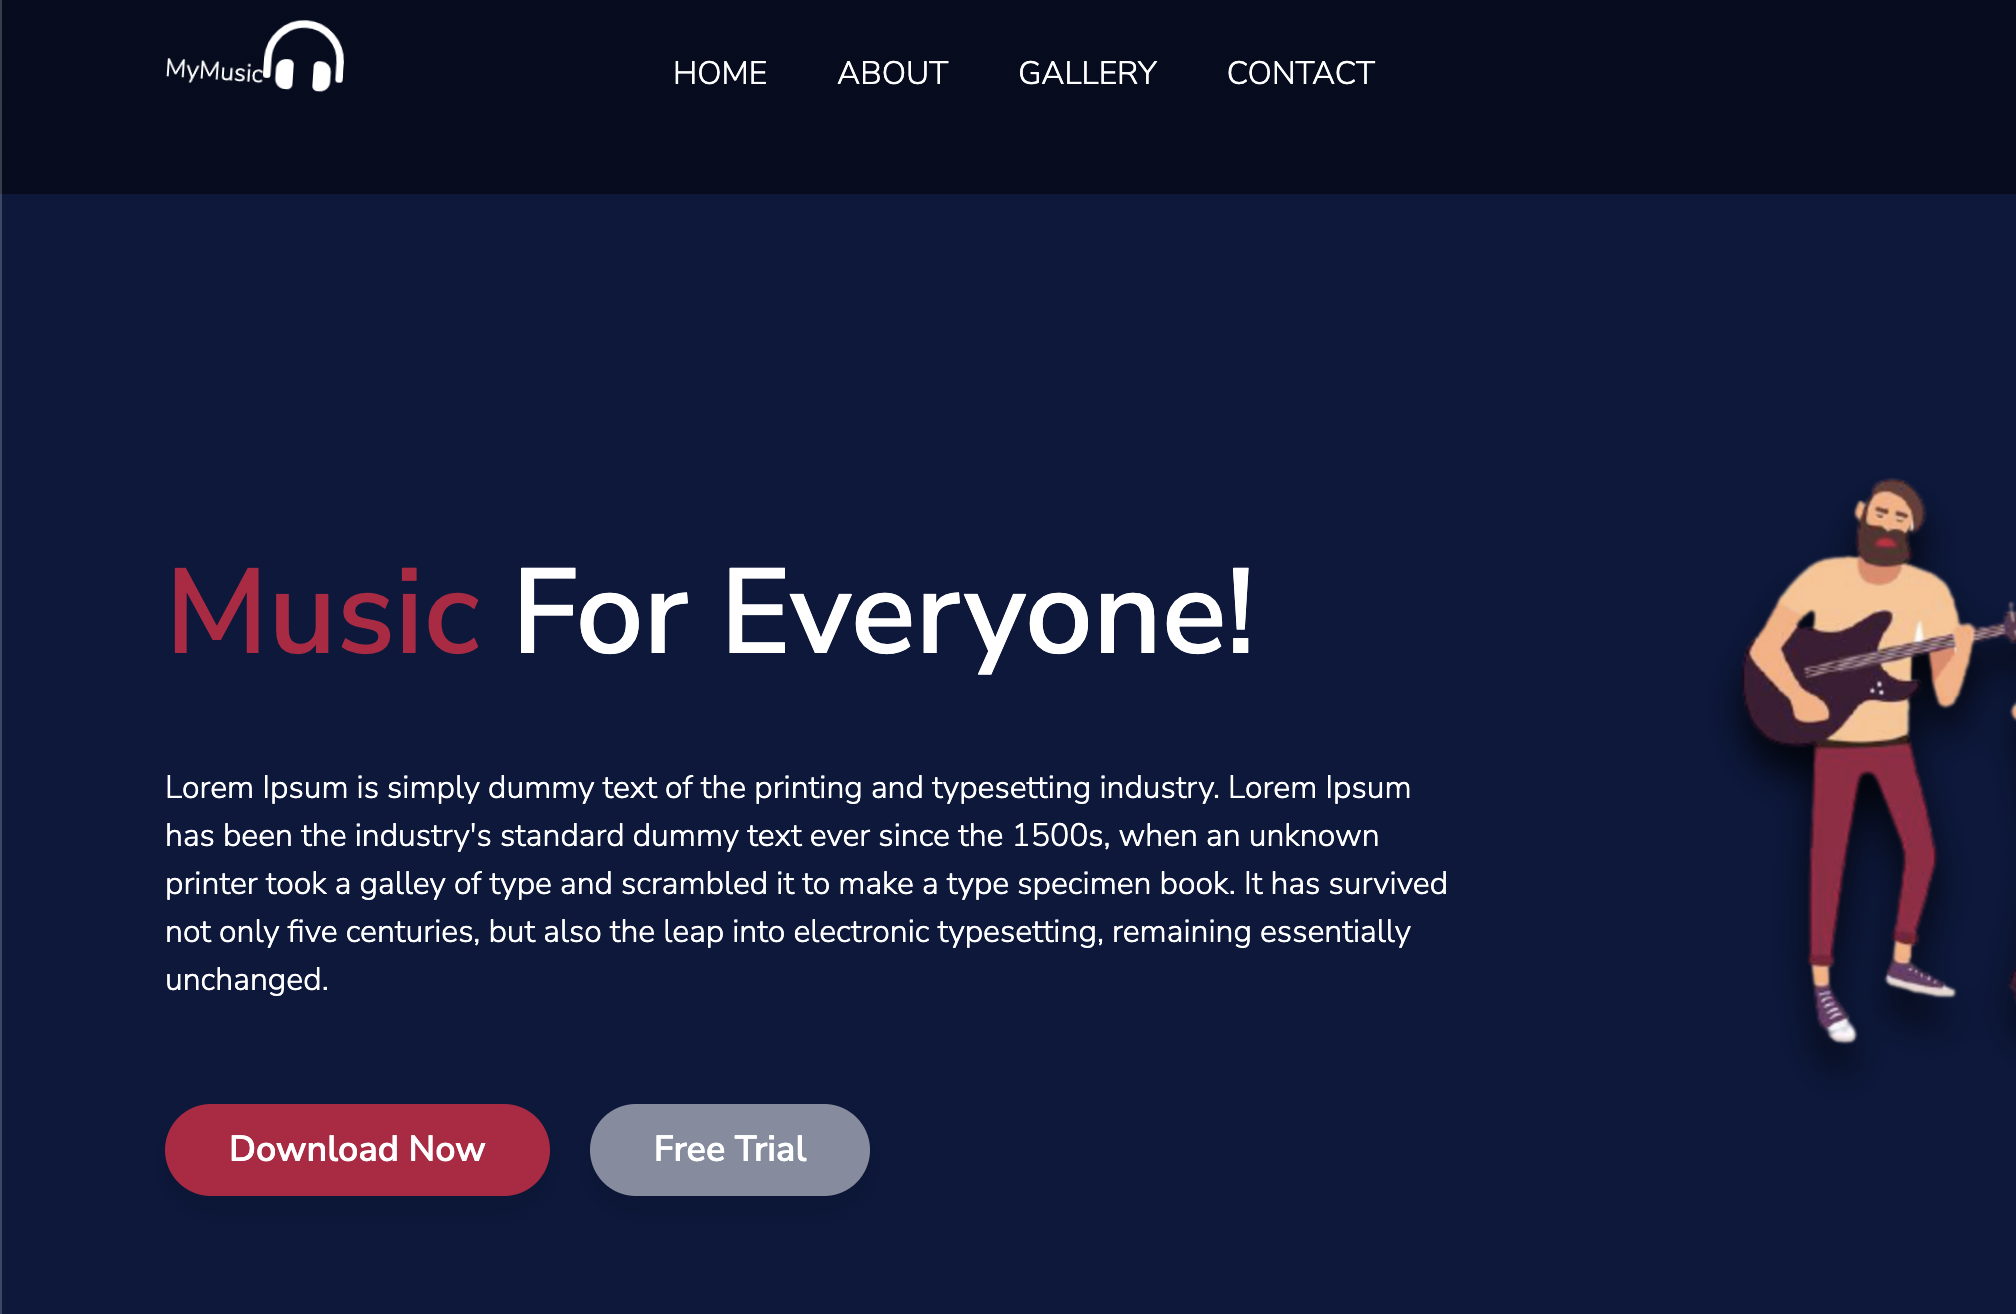 MyMusic
HOME ABOUT GALLERY CONTACT
Music For Everyone!
Lorem Ipsum is simply dummy text of the printing and typesetting industry. Lorem Ipsum
has been the industry's standard dummy text ever since the 1500s, when an unknown
printer took a galley of type and scrambled it to make a type specimen book. It has survived
not only five centuries, but also the leap into electronic typesetting, remaining essentially
unchanged.
Download Now
Free Trial